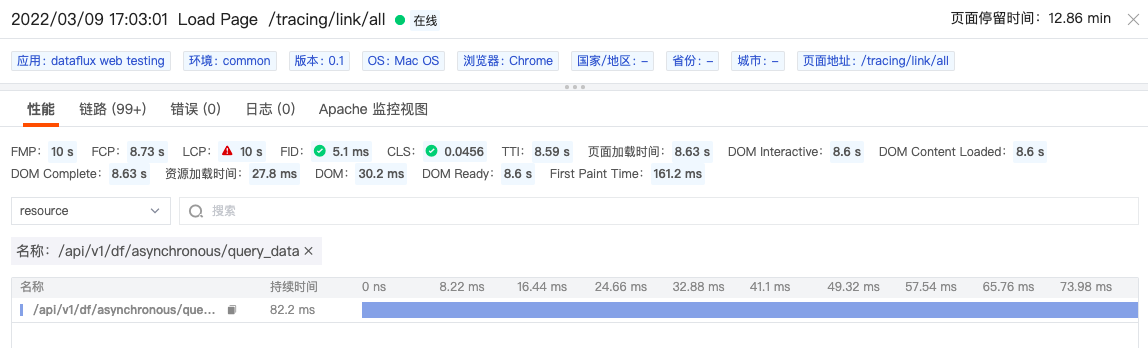 2022/03/09 17:03:01 Load Page /tracing/link/all 在线 页面停留时间：12.86 min
应用：dataflux web testing 环境：common 版本：0.1 OS：Mac OS 浏览器：Chrome 国家/地区：- 省份：- 城市：- 页面地址：/tracing/link/all
性能 链路 (99+) 错误 (0) 日志 (0) Apache 监控视图
FMP： 10 s FCP： 8.73 s LCP： 10 s FID： 5.1 ms CLS： 0.0456 TTI： 8.59 s 页面加载时间： 8.63 s DOM Interactive： 8.6 s DOM Content Loaded： 8.6 s
DOM Complete： 8.63 s 资源加载时间： 27.8 ms DOM： 30.2 ms DOM Ready： 8.6 s First Paint Time： 161.2 ms
resource 搜索
名称：/api/v1/df/asynchronous/query_data ×
名称 持续时间 0 ns 8.22 ms 16.44 ms 24.66 ms 32.88 ms 41.1 ms 49.32 ms 57.54 ms 65.76 ms 73.98 ms
/api/v1/df/asynchronous/que... 82.2 ms